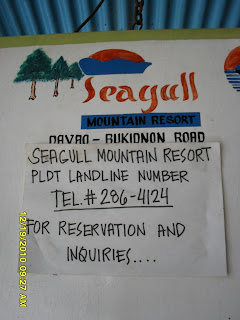 Seagull
MOUNTAIN RESORT
DAVAO - BUKIDNON ROAD
SEAGULL MOUNTAIN RESORT
PLDT LANDLINE NUMBER
TEL.# 286-4124
FOR RESERVATION AND
INQUIRIES....
12/19/2010 09:27 AM